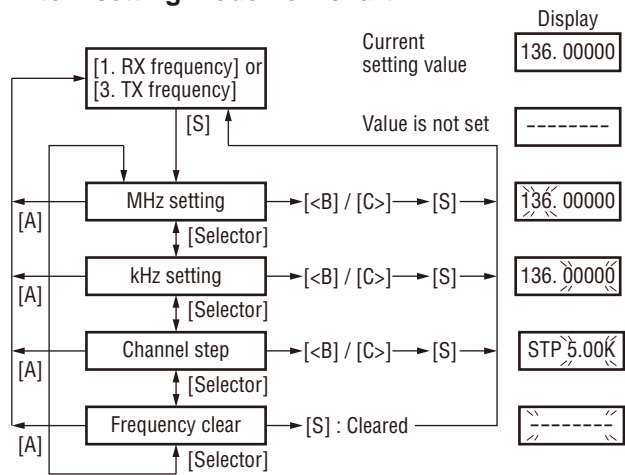 Display
Current
setting value
136. 00000
[1. RX frequency] or
[3. TX frequency]
[S]
Value is not set
--------
MHz setting
[<B] / [C>]
[S]
136. 00000
[A]
[Selector]
kHz setting
[<B] / [C>]
[S]
136. 00000
[A]
[Selector]
Channel step
[<B] / [C>]
[S]
STP 5.00K
[A]
[Selector]
Frequency clear
[S] : Cleared
--------
[A]
[Selector]